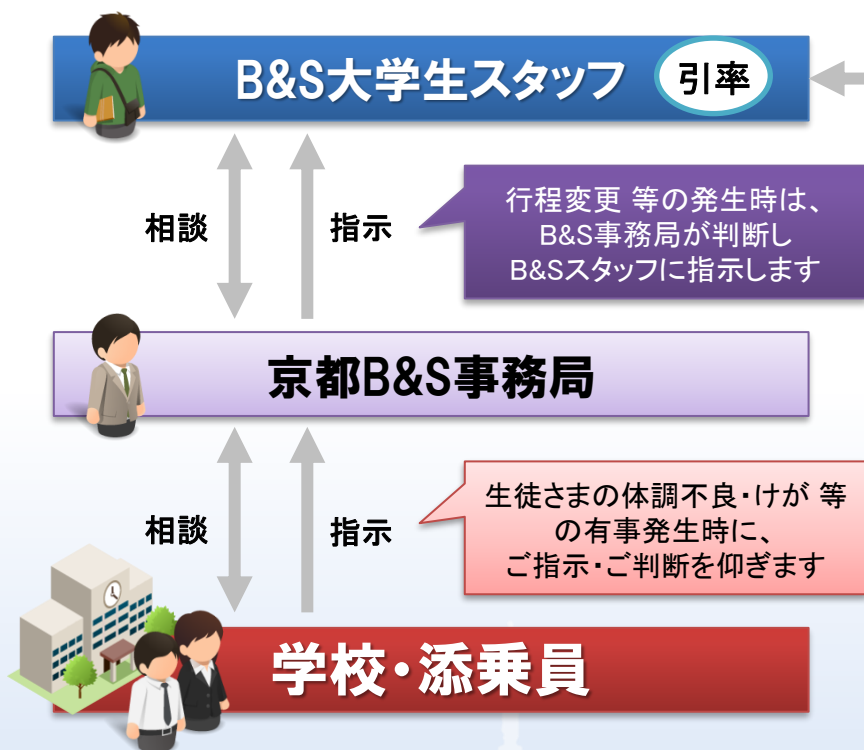 B&S大学生スタッフ 引率
相談 指示
行程変更 等の発生時は、
B&S事務局が判断し
B&Sスタッフに指示します
京都B&S事務局
相談 指示
生徒さまの体調不良・けが 等
の有事発生時に、
ご指示・ご判断を仰ぎます
学校・添乗員